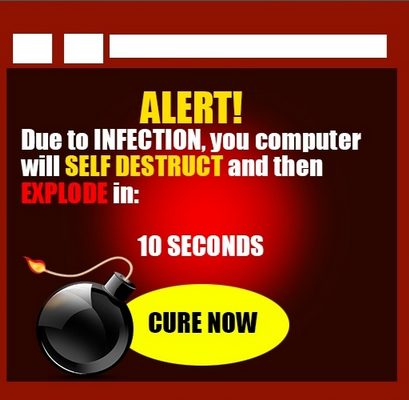 ALERT!
Due to INFECTION, you computer
will SELF DESTRUCT and then
EXPLODE in:
10 SECONDS
CURE NOW